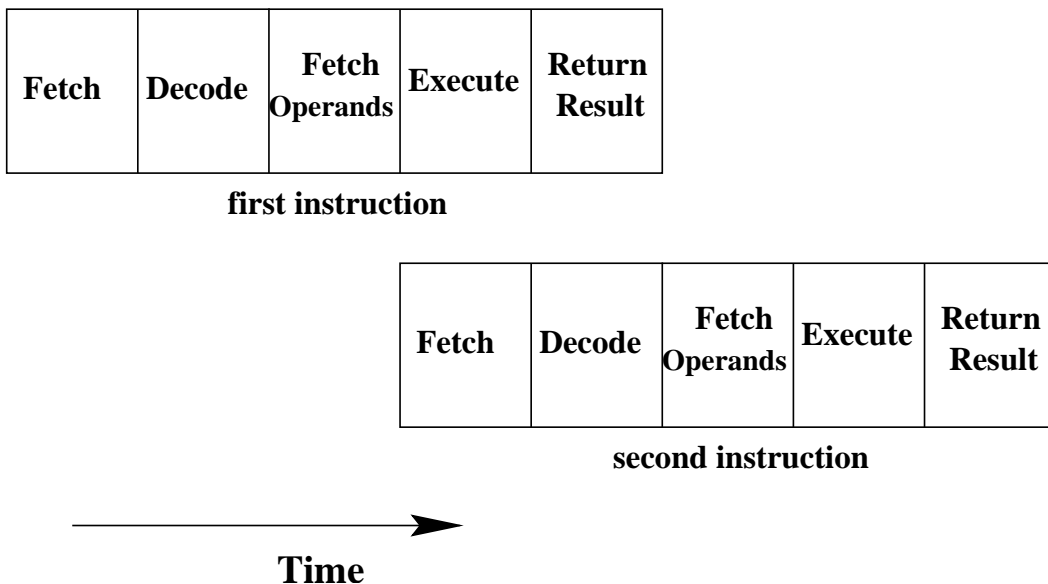 Fetch
Decode
Fetch
Operands
Execute
Return
Result
first instruction
Fetch
Decode
Fetch
Operands
Execute
Return
Result
second instruction
Time